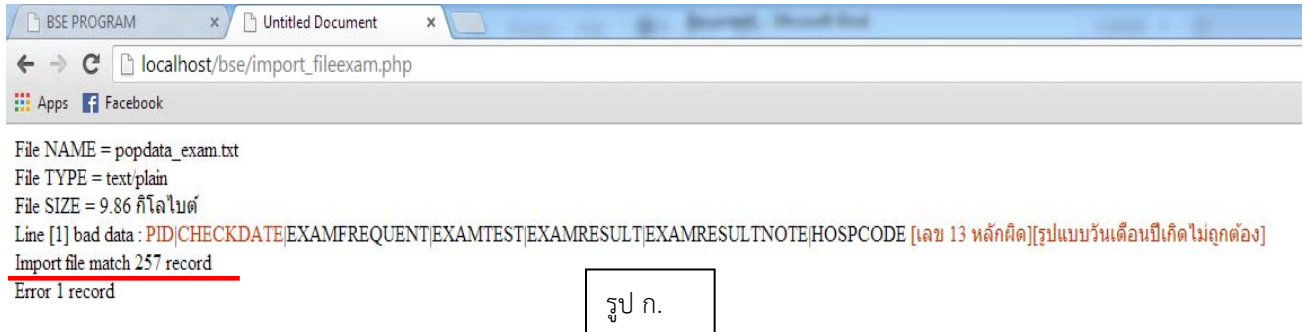 BSE PROGRAM
Untitled Document
localhost/bse/import_fileexam.php
Apps
Facebook
File NAME = popdata_exam.txt
File TYPE = text/plain
File SIZE = 9.86 กิโลไบต์
Line [1] bad data : PID|CHECKDATE|EXAMFREQUENT|EXAMTEST|EXAMRESULT|EXAMRESULTNOTE|HOSPCODE [เลข 13 หลักผิด][รูปแบบวันเดือนปีเกิดไม่ถูกต้อง]
Import file match 257 record
Error 1 record
รูป ก.